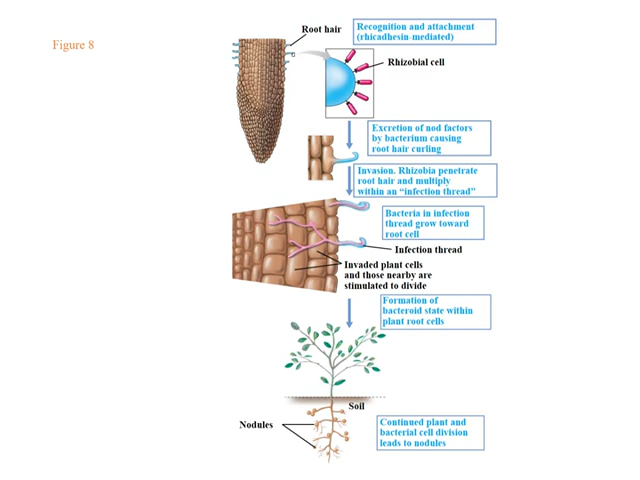 Figure 8
Root hair
Recognition and attachment
(rhicadhesin-mediated)
Rhizobial cell
Excretion of nod factors
by bacterium causing
root hair curling
Invasion. Rhizobia penetrate
root hair and multiply
within an “infection thread”
Bacteria in infection
thread grow toward
root cell
Infection thread
Invaded plant cells
and those nearby are
stimulated to divide
Formation of
bacteroid state within
plant root cells
Soil
Nodules
Continued plant and
bacterial cell division
leads to nodules